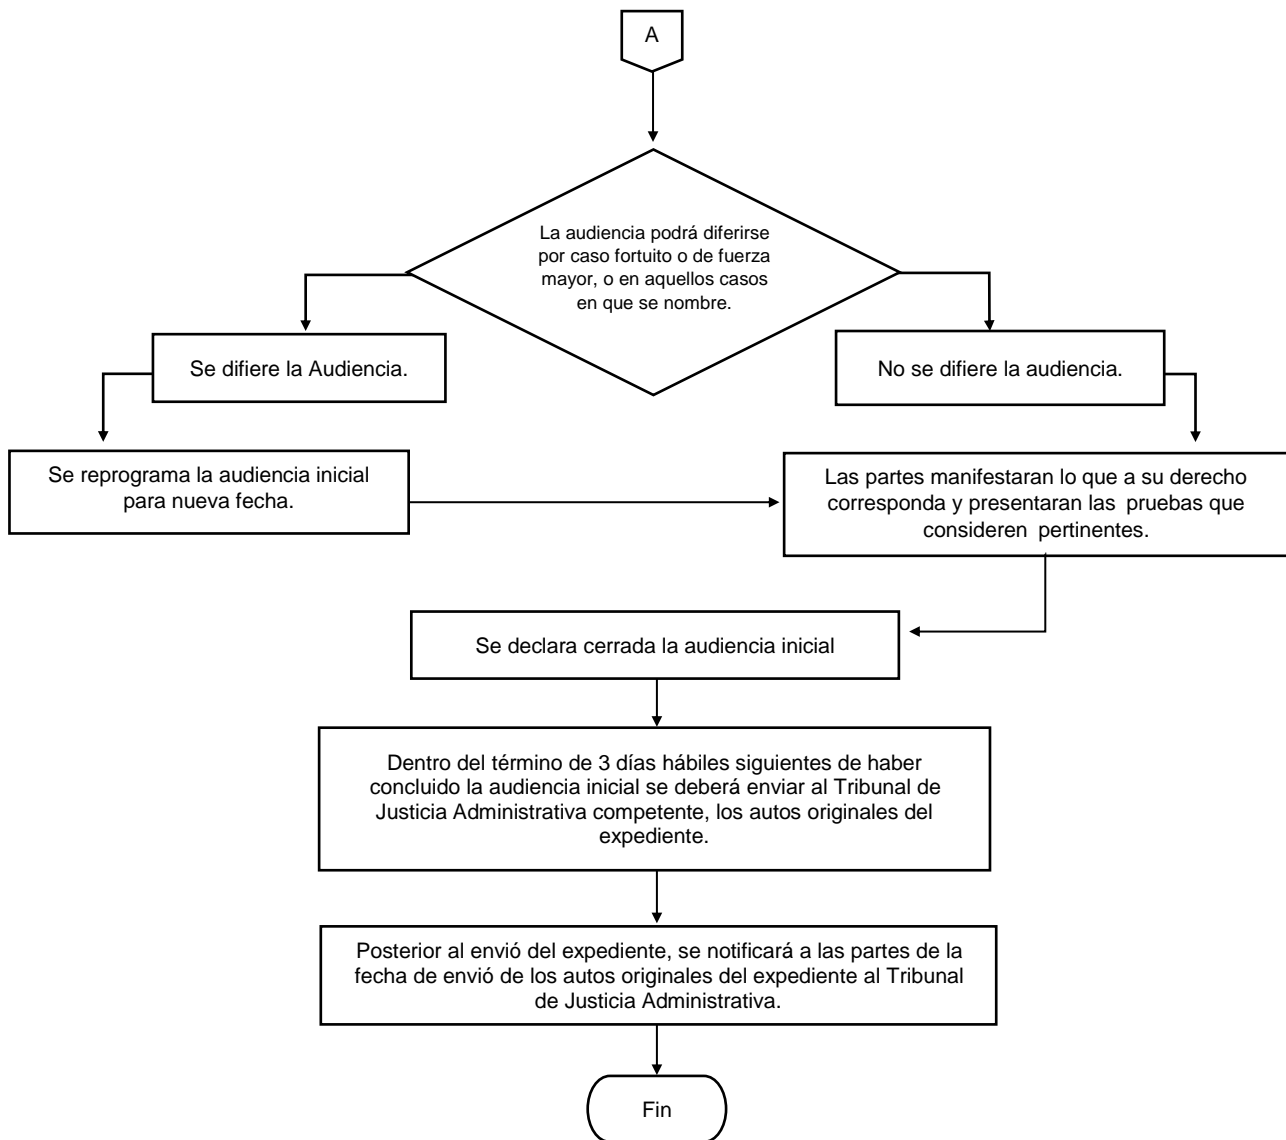 A
La audiencia podrá diferirse
por caso fortuito o de fuerza
mayor, o en aquellos casos
en que se nombre.
Se difiere la Audiencia.
No se difiere la audiencia.
Se reprograma la audiencia inicial
para nueva fecha.
Las partes manifestaran lo que a su derecho
corresponda y presentaran las pruebas que
consideren pertinentes.
Se declara cerrada la audiencia inicial
Dentro del término de 3 días hábiles siguientes de haber
concluido la audiencia inicial se deberá enviar al Tribunal de
Justicia Administrativa competente, los autos originales del
expediente.
Posterior al envió del expediente, se notificará a las partes de la
fecha de envió de los autos originales del expediente al Tribunal
de Justicia Administrativa.
Fin